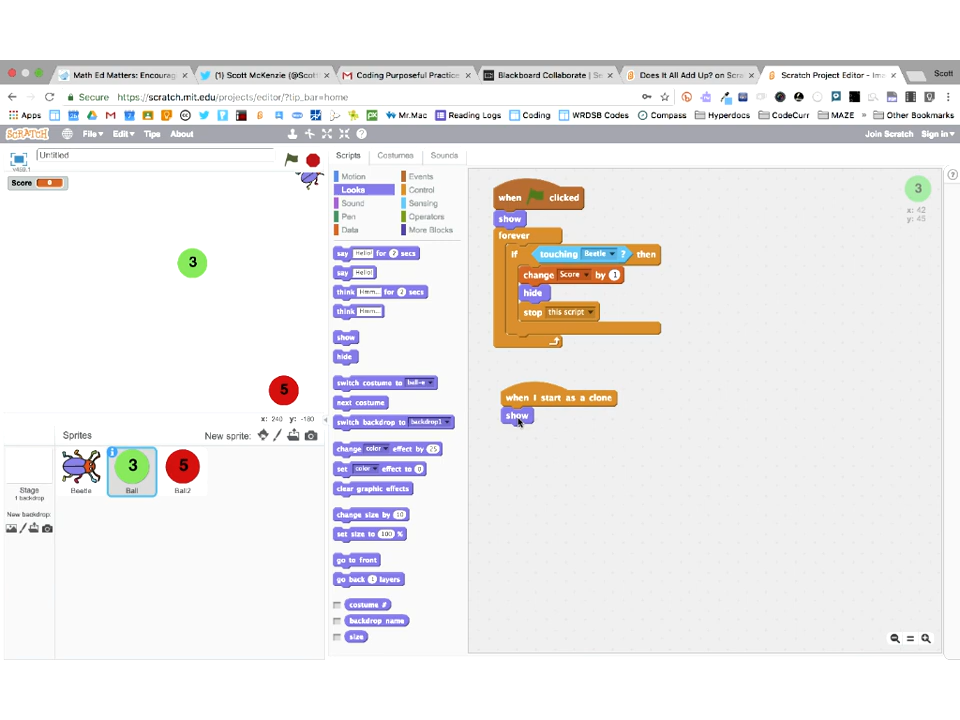 Math Ed Matters: Encourag
(1) Scott McKenzie (@Scott
Coding Purposeful Practice
Blackboard Collaborate | Se
Does It All Add Up? on Scr
Scratch Project Editor - Im
Scott
Secure https://scratch.mit.edu/projects/editor/?tip_bar=home
Apps
Mr.Mac
Reading Logs
Coding
WRDSB Codes
Compass
Hyperdocs
CodeCurr
MAZE
»
Other Bookmarks
SCRATCH File Edit Tips About Join Scratch Sign in
Untitled
Scripts Costumes Sounds
Score 0
Motion Events
Looks Control
Sound Sensing
Pen Operators
Data More Blocks
say Hello! for 2 secs
say Hello!
think Hmm... for 2 secs
think Hmm...
show
hide
switch costume to ball-e
next costume
switch backdrop to backdrop1
change color effect by 25
set color effect to 0
clear graphic effects
change size by 10
set size to 100 %
go to front
go back 1 layers
costume #
backdrop name
size
3
5
x: 240 y: -180
Sprites New sprite:
3
5
Stage
1 backdrop
Beetle Ball Ball2
New backdrop:
when clicked
show
forever
if touching Beetle ? then
change Score by 1
hide
stop this script
when I start as a clone
show
3
x: 42
y: 45